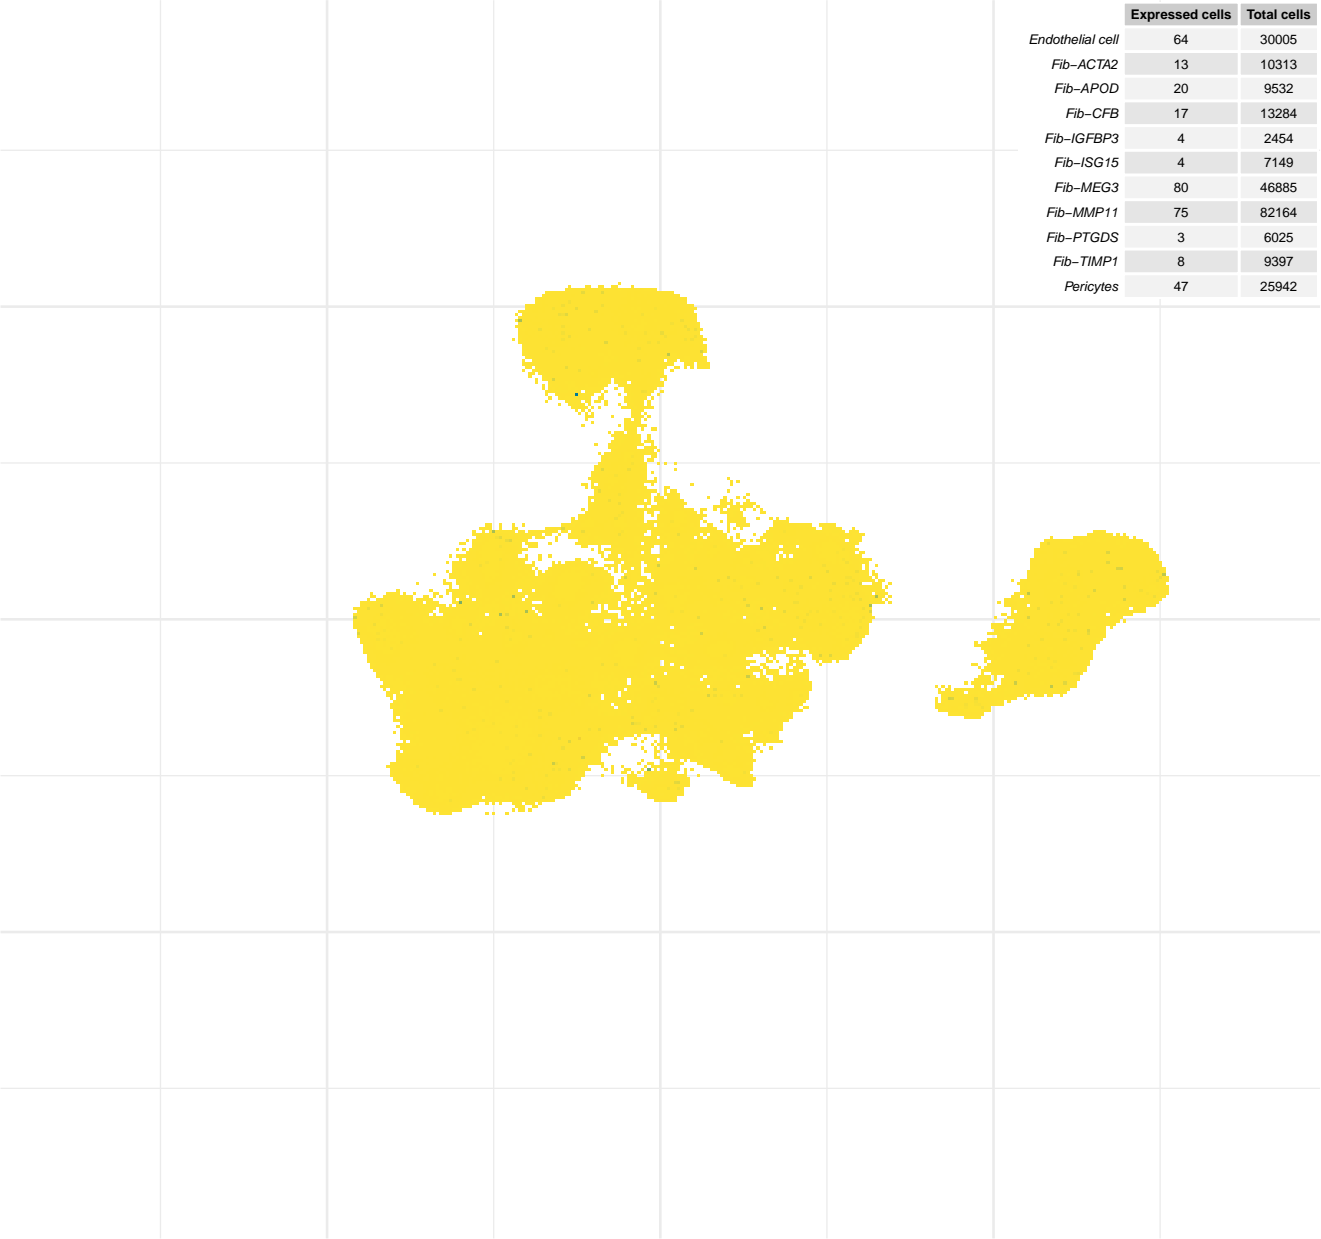 Expressed cells Total cells
Endothelial cell 64 30005
Fib−ACTA2 13 10313
Fib−APOD 20 9532
Fib−CFB 17 13284
Fib−IGFBP3 4 2454
Fib−ISG15 4 7149
Fib−MEG3 80 46885
Fib−MMP11 75 82164
Fib−PTGDS 3 6025
Fib−TIMP1 8 9397
Pericytes 47 25942